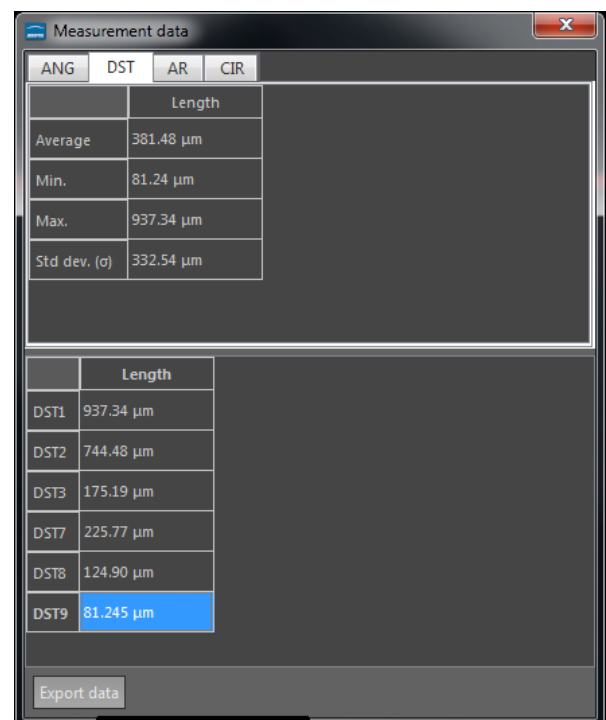 Measurement data
ANG DST AR CIR
Length
Average 381.48 µm
Min. 81.24 µm
Max. 937.34 µm
Std dev. (σ) 332.54 µm
Length
DST1 937.34 µm
DST2 744.48 µm
DST3 175.19 µm
DST7 225.77 µm
DST8 124.90 µm
DST9 81.245 µm
Export data